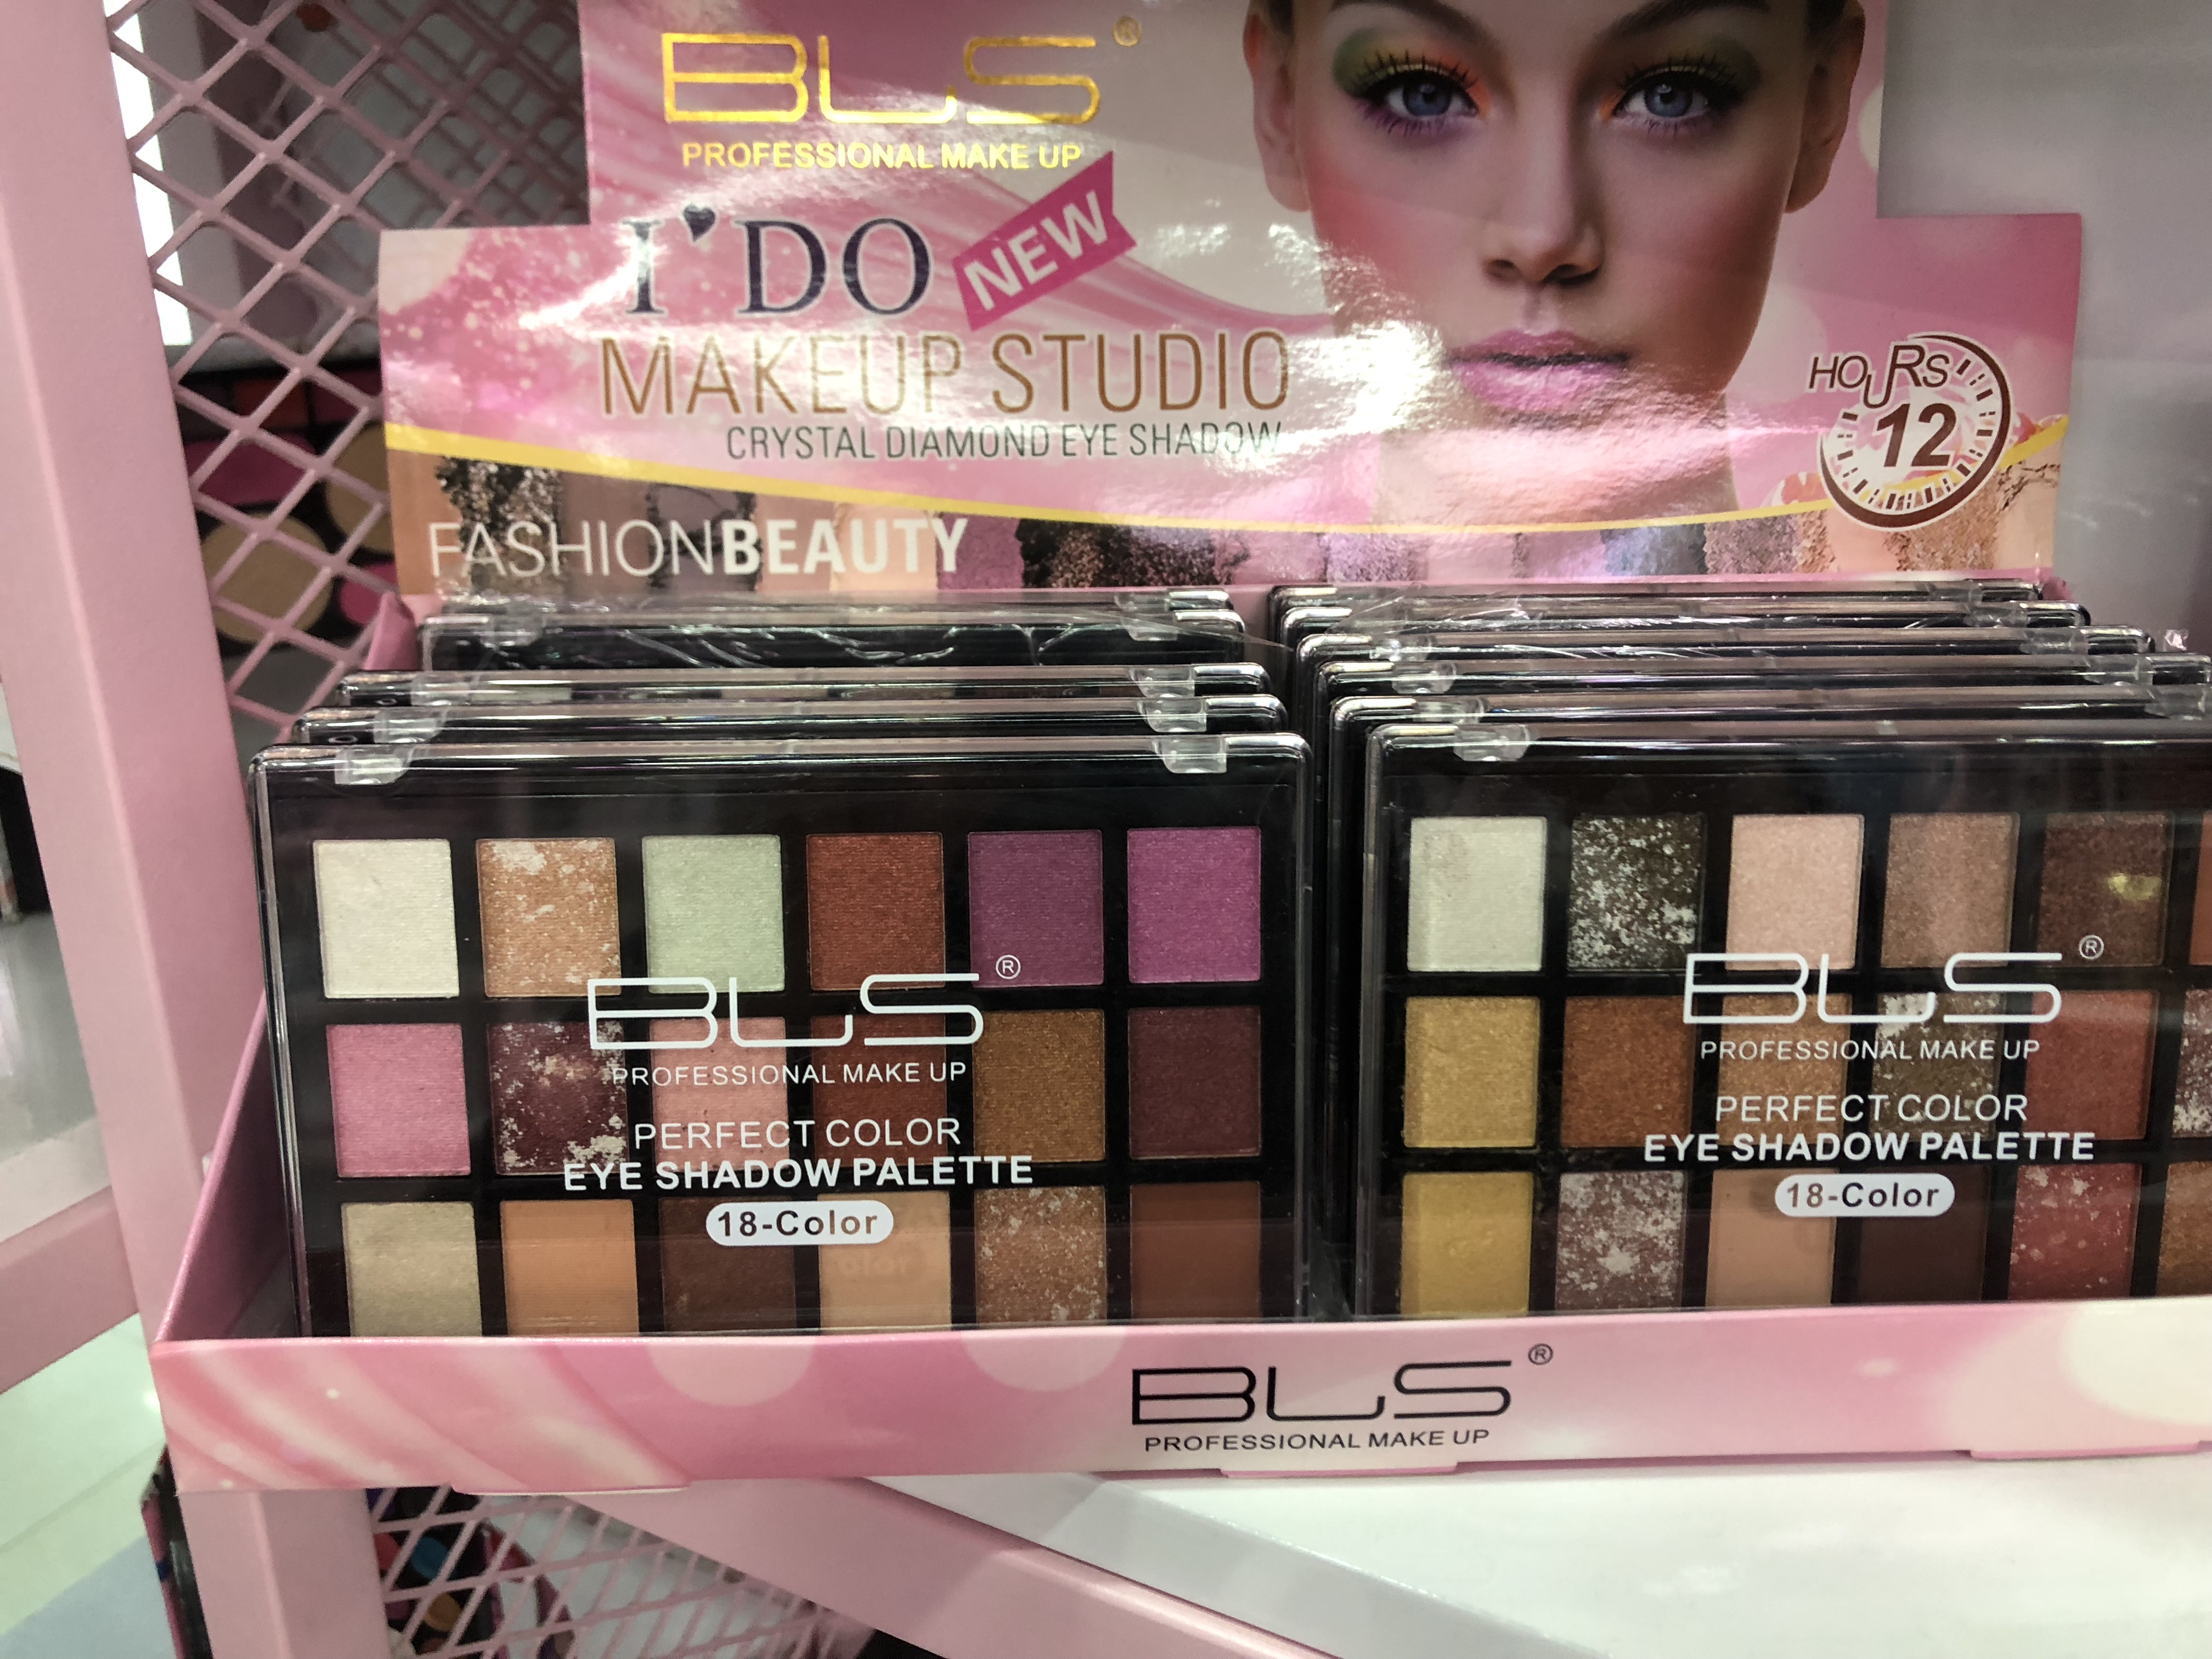 BLS®
PROFESSIONAL MAKE UP
I'DO NEW
MAKEUP STUDIO
CRYSTAL DIAMOND EYE SHADOW
HOURS
12
FASHIONBEAUTY
BLS®
PROFESSIONAL MAKE UP
PERFECT COLOR
EYE SHADOW PALETTE
18-Color
BLS®
PROFESSIONAL MAKE UP
PERFECT COLOR
EYE SHADOW PALETTE
18-Color
BLS®
PROFESSIONAL MAKE UP